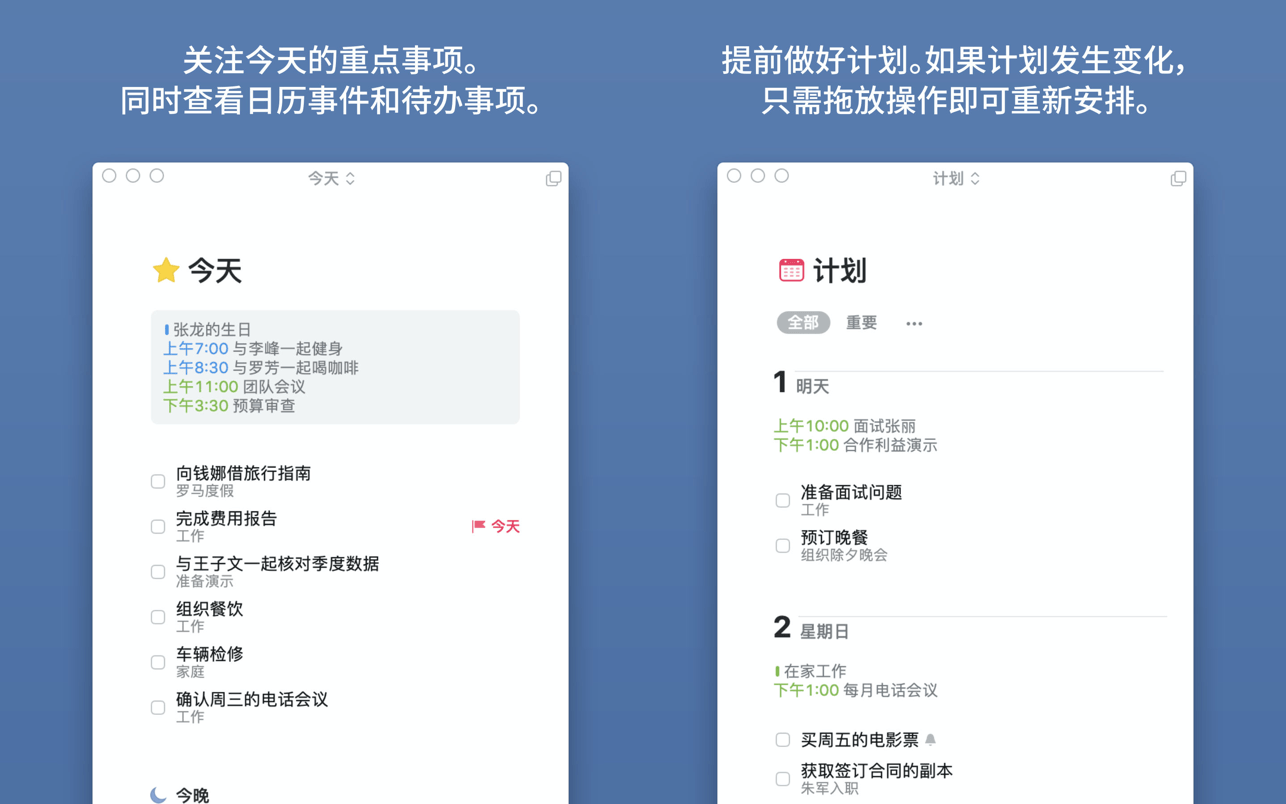 关注今天的重点事项。
同时查看日历事件和待办事项。
今天
今天
张龙的生日
上午7:00 与李峰一起健身
上午8:30 与罗芳一起喝咖啡
上午11:00 团队会议
下午3:30 预算审查
向钱娜借旅行指南
罗马度假
完成费用报告
工作
今天
与王子文一起核对季度数据
准备演示
组织餐饮
工作
车辆检修
家庭
确认周三的电话会议
工作
今晚
提前做好计划。如果计划发生变化，
只需拖放操作即可重新安排。
计划
计划
全部 重要 •••
1 明天
上午10:00 面试张丽
下午1:00 合作利益演示
准备面试问题
工作
预订晚餐
组织除夕晚会
2 星期日
在家工作
下午1:00 每月电话会议
买周五的电影票
获取签订合同的副本
朱军入职